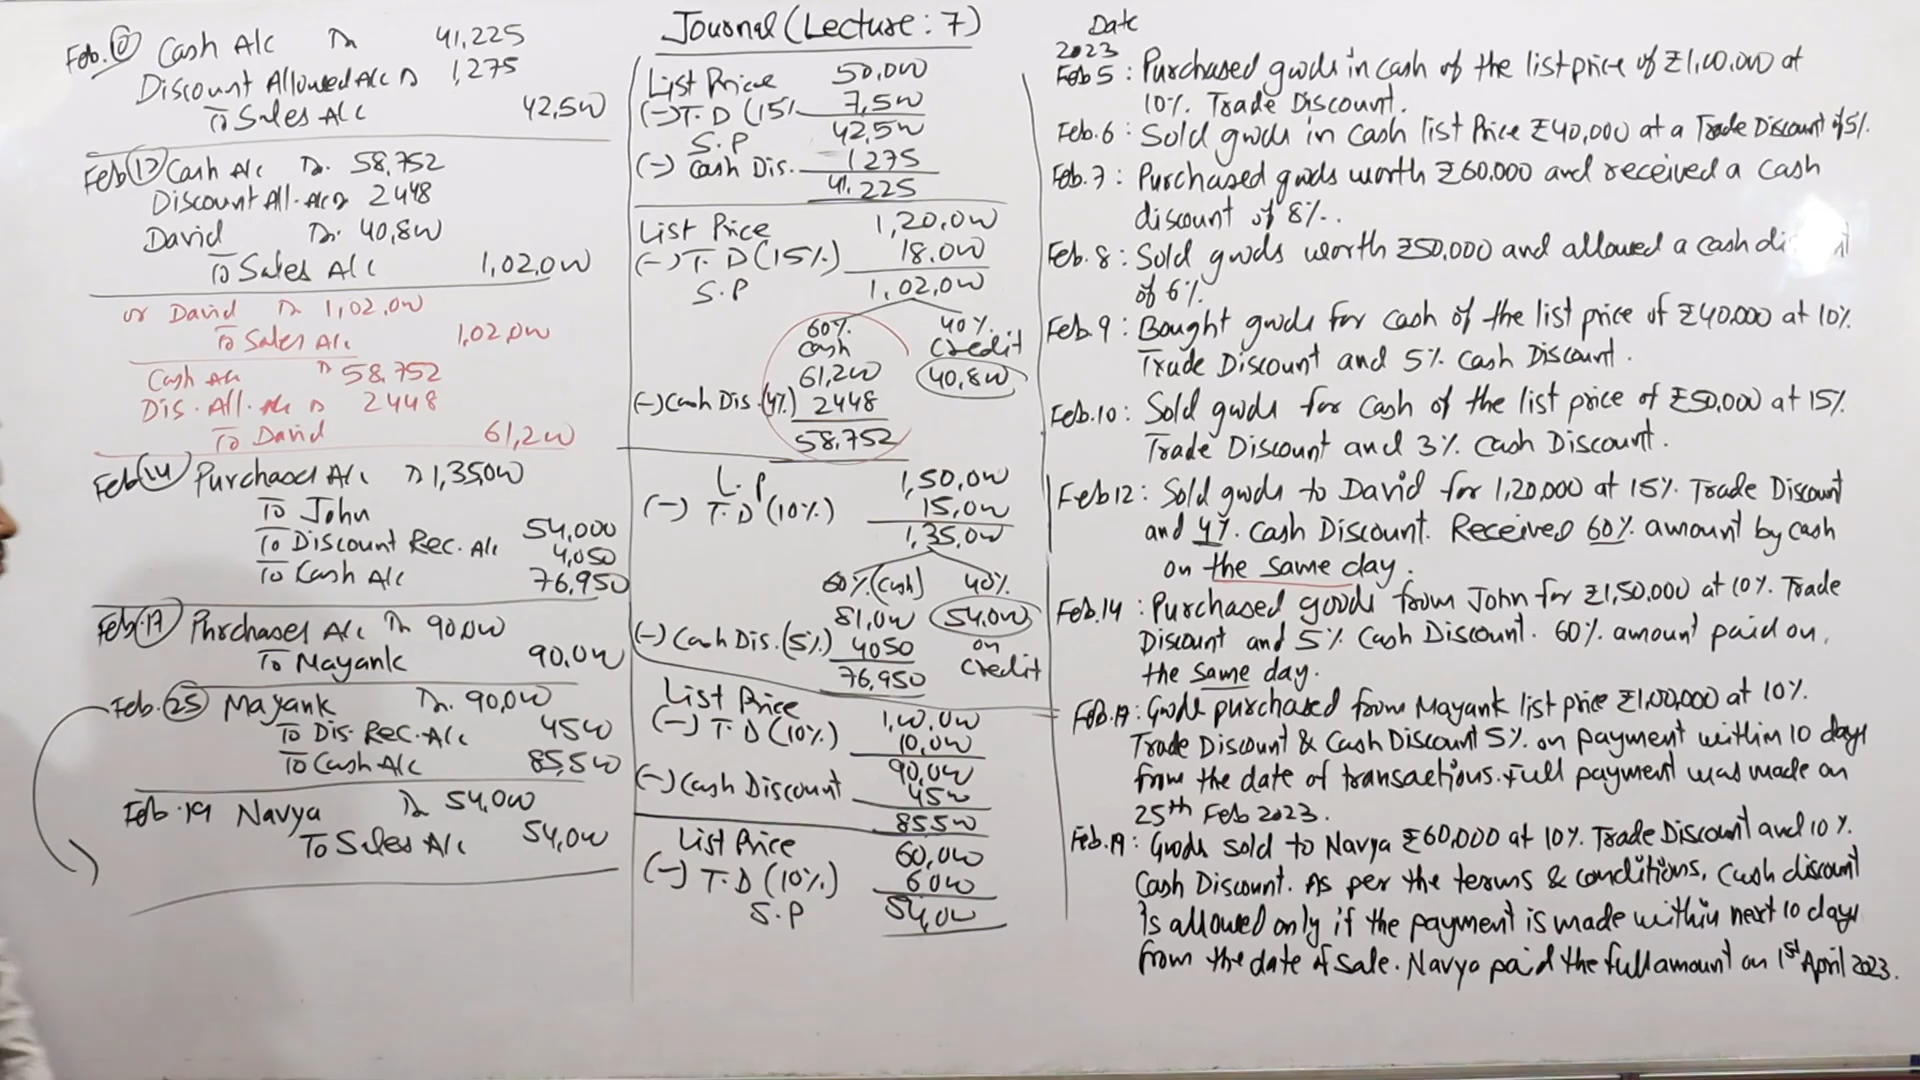 Journal (Lecture: 7)
Feb. 10 Cash A/c Dr 41,225
Discount Allowed A/c Dr 1,275
To Sales A/c 42,500
Feb 12 Cash A/c Dr. 58,752
Discount All. A/c Dr 2448
David Dr. 40,800
To Sales A/c 1,02,000
or David Dr 1,02,000
To Sales A/c 1,02,000
Cash A/c Dr 58,752
Dis. All. A/c Dr 2448
To David 61,200
Feb 14 Purchases A/c Dr 1,35,000
To John 54,000
To Discount Rec. A/c 4,050
To Cash A/c 76,950
Feb 17 Purchases A/c Dr 90,000
To Mayank 90,000
Feb. 25 Mayank Dr. 90,000
To Dis. Rec. A/c 4500
To Cash A/c 85,500
Feb. 19 Navya Dr 54,000
To Sales A/c 54,000
List Price 50,000
(-) T.D (15% 7,500
S.P 42,500
(-) Cash Dis. 1275
41,225
List Price 1,20,000
(-) T.D (15%) 18,000
S.P 1,02,000
60% 40%
Cash Credit
61,200 40,800
(-) Cash Dis. (4%) 2448
58,752
L.P 1,50,000
(-) T.D (10%) 15,000
1,35,000
60% (Cash) 40%
81,000 54,000
(-) Cash Dis. (5%) 4050 on
76,950 Credit
List Price 1,00,000
(-) T.D (10%) 10,000
90,000
(-) Cash Discount 4500
85500
List Price 60,000
(-) T.D (10%) 6000
S.P 54,000
Date
2023
Feb 5 : Purchased goods in cash of the list price of ₹1,00,000 at
10% Trade Discount.
Feb. 6 : Sold goods in cash list Price ₹40,000 at a Trade Discount of 5%.
Feb. 7 : Purchased goods worth ₹60,000 and received a cash
discount of 8%..
Feb. 8 : Sold goods worth ₹50,000 and allowed a cash
of 6%.
Feb. 9 : Bought goods for cash of the list price of ₹40,000 at 10%
Trade Discount and 5% Cash Discount.
Feb. 10 : Sold goods for cash of the list price of ₹50,000 at 15%
Trade Discount and 3% Cash Discount.
Feb 12 : Sold goods to David for 1,20,000 at 15% Trade Discount
and 4% Cash Discount. Received 60% amount by cash
on the same day.
Feb. 14 : Purchased goods from John for ₹1,50,000 at 10% Trade
Discount and 5% Cash Discount. 60% amount paid on
the same day.
Feb. 17 : Goods purchased from Mayank list price ₹1,00,000 at 10%
Trade Discount & Cash Discount 5% on payment within 10 days
from the date of transactions. Full payment was made on
25th Feb 2023.
Feb. 19 : Goods sold to Navya ₹60,000 at 10% Trade Discount and 10%
Cash Discount. As per the terms & conditions, Cash discount
is allowed only if the payment is made within next 10 days
from the date of sale. Navya paid the full amount on 1st April 2023.